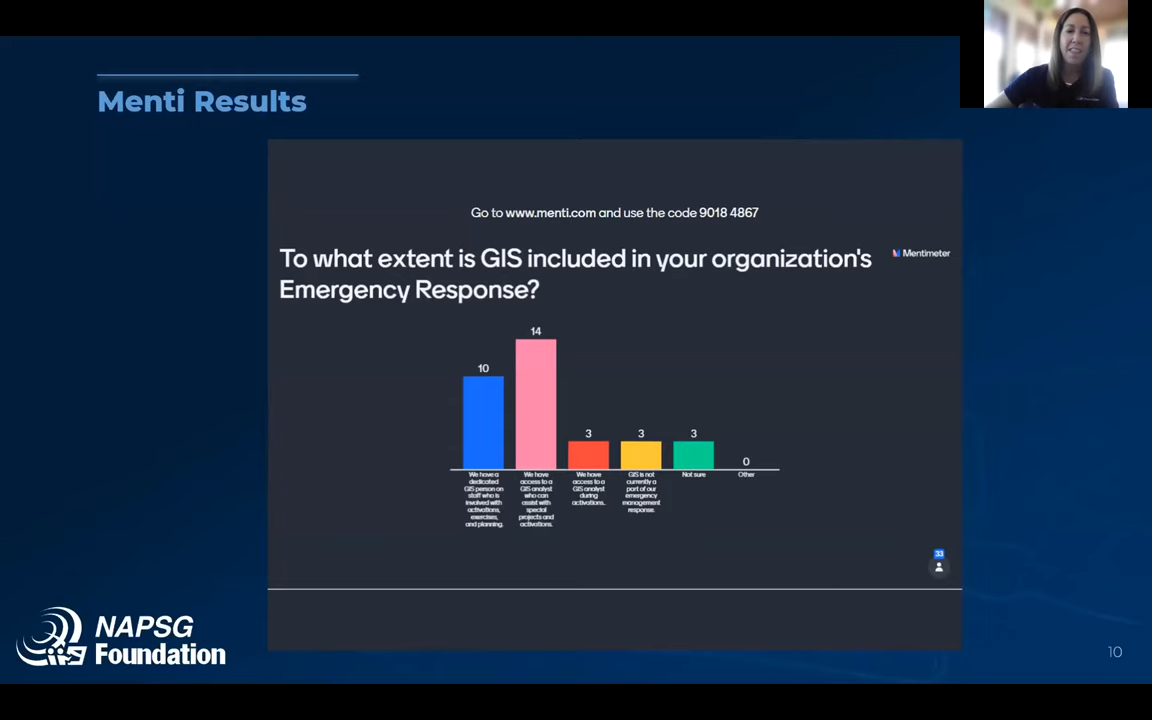 Menti Results
Go to www.menti.com and use the code 9018 4867
To what extent is GIS included in your organization's
Emergency Response?
Mentimeter
10
14
3
3
3
0
We have a
dedicated
GIS person on
staff who is
involved with
activations,
exercises,
and planning.
We have
access to a
GIS analyst
who can
assist with
special
projects and
activations.
We have
access to a
GIS analyst
during
activations.
GIS is not
currently a
part of our
emergency
management
response.
Not sure
Other
33
NAPSG
Foundation
10